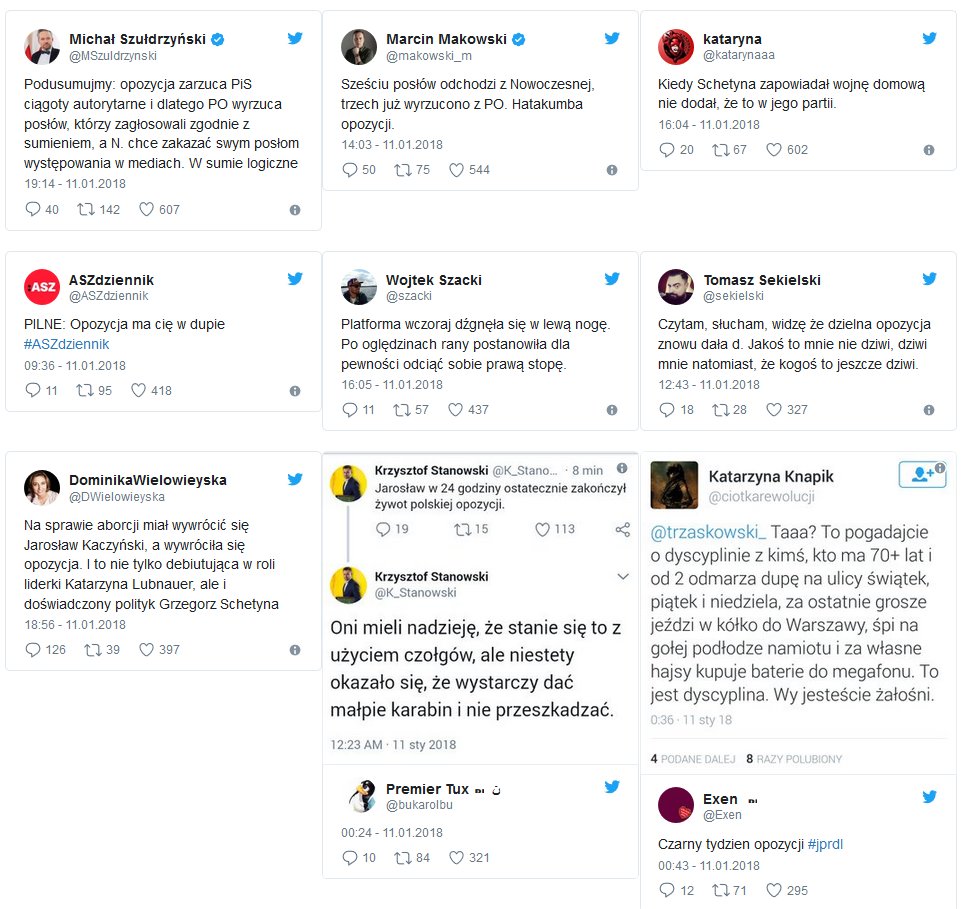 Michał Szułdrzyński
@MSzuldrzynski
Podusumujmy: opozycja zarzuca PiS
ciągoty autorytarne i dlatego PO wyrzuca
posłów, którzy zagłosowali zgodnie z
sumieniem, a N. chce zakazać swym posłom
występowania w mediach. W sumie logiczne
19:14 - 11.01.2018
40 142 607
Marcin Makowski
@makowski_m
Sześciu posłów odchodzi z Nowoczesnej,
trzech już wyrzucono z PO. Hatakumba
opozycji.
14:03 - 11.01.2018
50 75 544
kataryna
@katarynaaa
Kiedy Schetyna zapowiadał wojnę domową
nie dodał, że to w jego partii.
16:04 - 11.01.2018
20 67 602
ASZ
ASZdziennik
@ASZdziennik
PILNE: Opozycja ma cię w dupie
#ASZdziennik
09:36 - 11.01.2018
11 95 418
Wojtek Szacki
@szacki
Platforma wczoraj dźgnęła się w lewą nogę.
Po oględzinach rany postanowiła dla
pewności odciąć sobie prawą stopę.
16:05 - 11.01.2018
11 57 437
Tomasz Sekielski
@sekielski
Czytam, słucham, widzę że dzielna opozycja
znowu dała d. Jakoś to mnie nie dziwi, dziwi
mnie natomiast, że kogoś to jeszcze dziwi.
12:43 - 11.01.2018
18 28 327
DominikaWielowieyska
@DWielowieyska
Na sprawie aborcji miał wywrócić się
Jarosław Kaczyński, a wywróciła się
opozycja. I to nie tylko debiutująca w roli
liderki Katarzyna Lubnauer, ale i
doświadczony polityk Grzegorz Schetyna
18:56 - 11.01.2018
126 39 397
Krzysztof Stanowski @K_Stano... · 8 min
Jarosław w 24 godziny ostatecznie zakończył
żywot polskiej opozycji.
19 15 113
Krzysztof Stanowski
@K_Stanowski
Oni mieli nadzieję, że stanie się to z
użyciem czołgów, ale niestety
okazało się, że wystarczy dać
małpie karabin i nie przeszkadzać.
12:23 AM · 11 sty 2018
Premier Tux ن
@bukarolbu
00:24 - 11.01.2018
10 84 321
Katarzyna Knapik
@ciotkarewolucji
@trzaskowski_ Taaa? To pogadajcie
o dyscyplinie z kimś, kto ma 70+ lat i
od 2 odmarza dupę na ulicy świątek,
piątek i niedziela, za ostatnie grosze
jeździ w kółko do Warszawy, śpi na
gołej podłodze namiotu i za własne
hajsy kupuje baterie do megafonu. To
jest dyscyplina. Wy jesteście żałośni.
0:36 · 11 sty 18
4 PODANE DALEJ 8 RAZY POLUBIONY
Exen
@Exen
Czarny tydzien opozycji #jprdl
00:43 - 11.01.2018
12 71 295